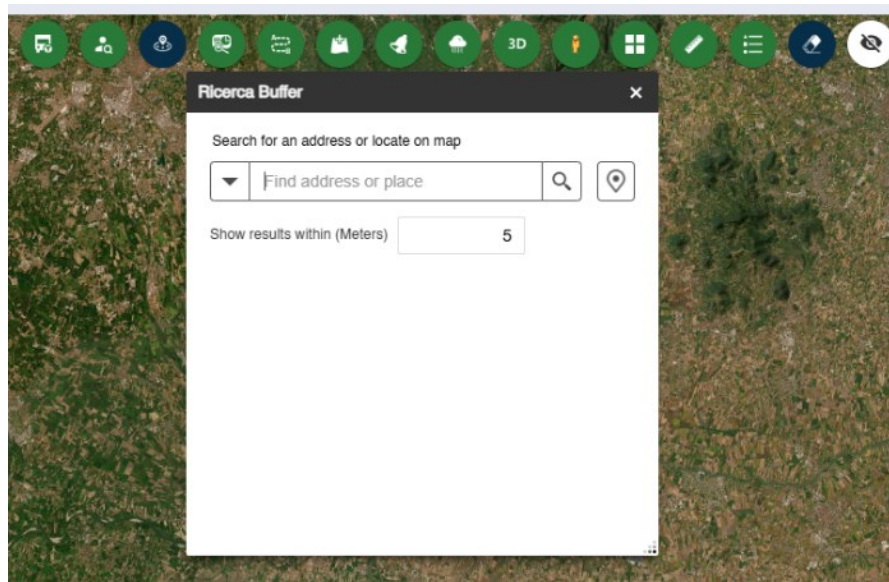 3D
Ricerca Buffer
Search for an address or locate on map
Find address or place
Show results within (Meters) 5